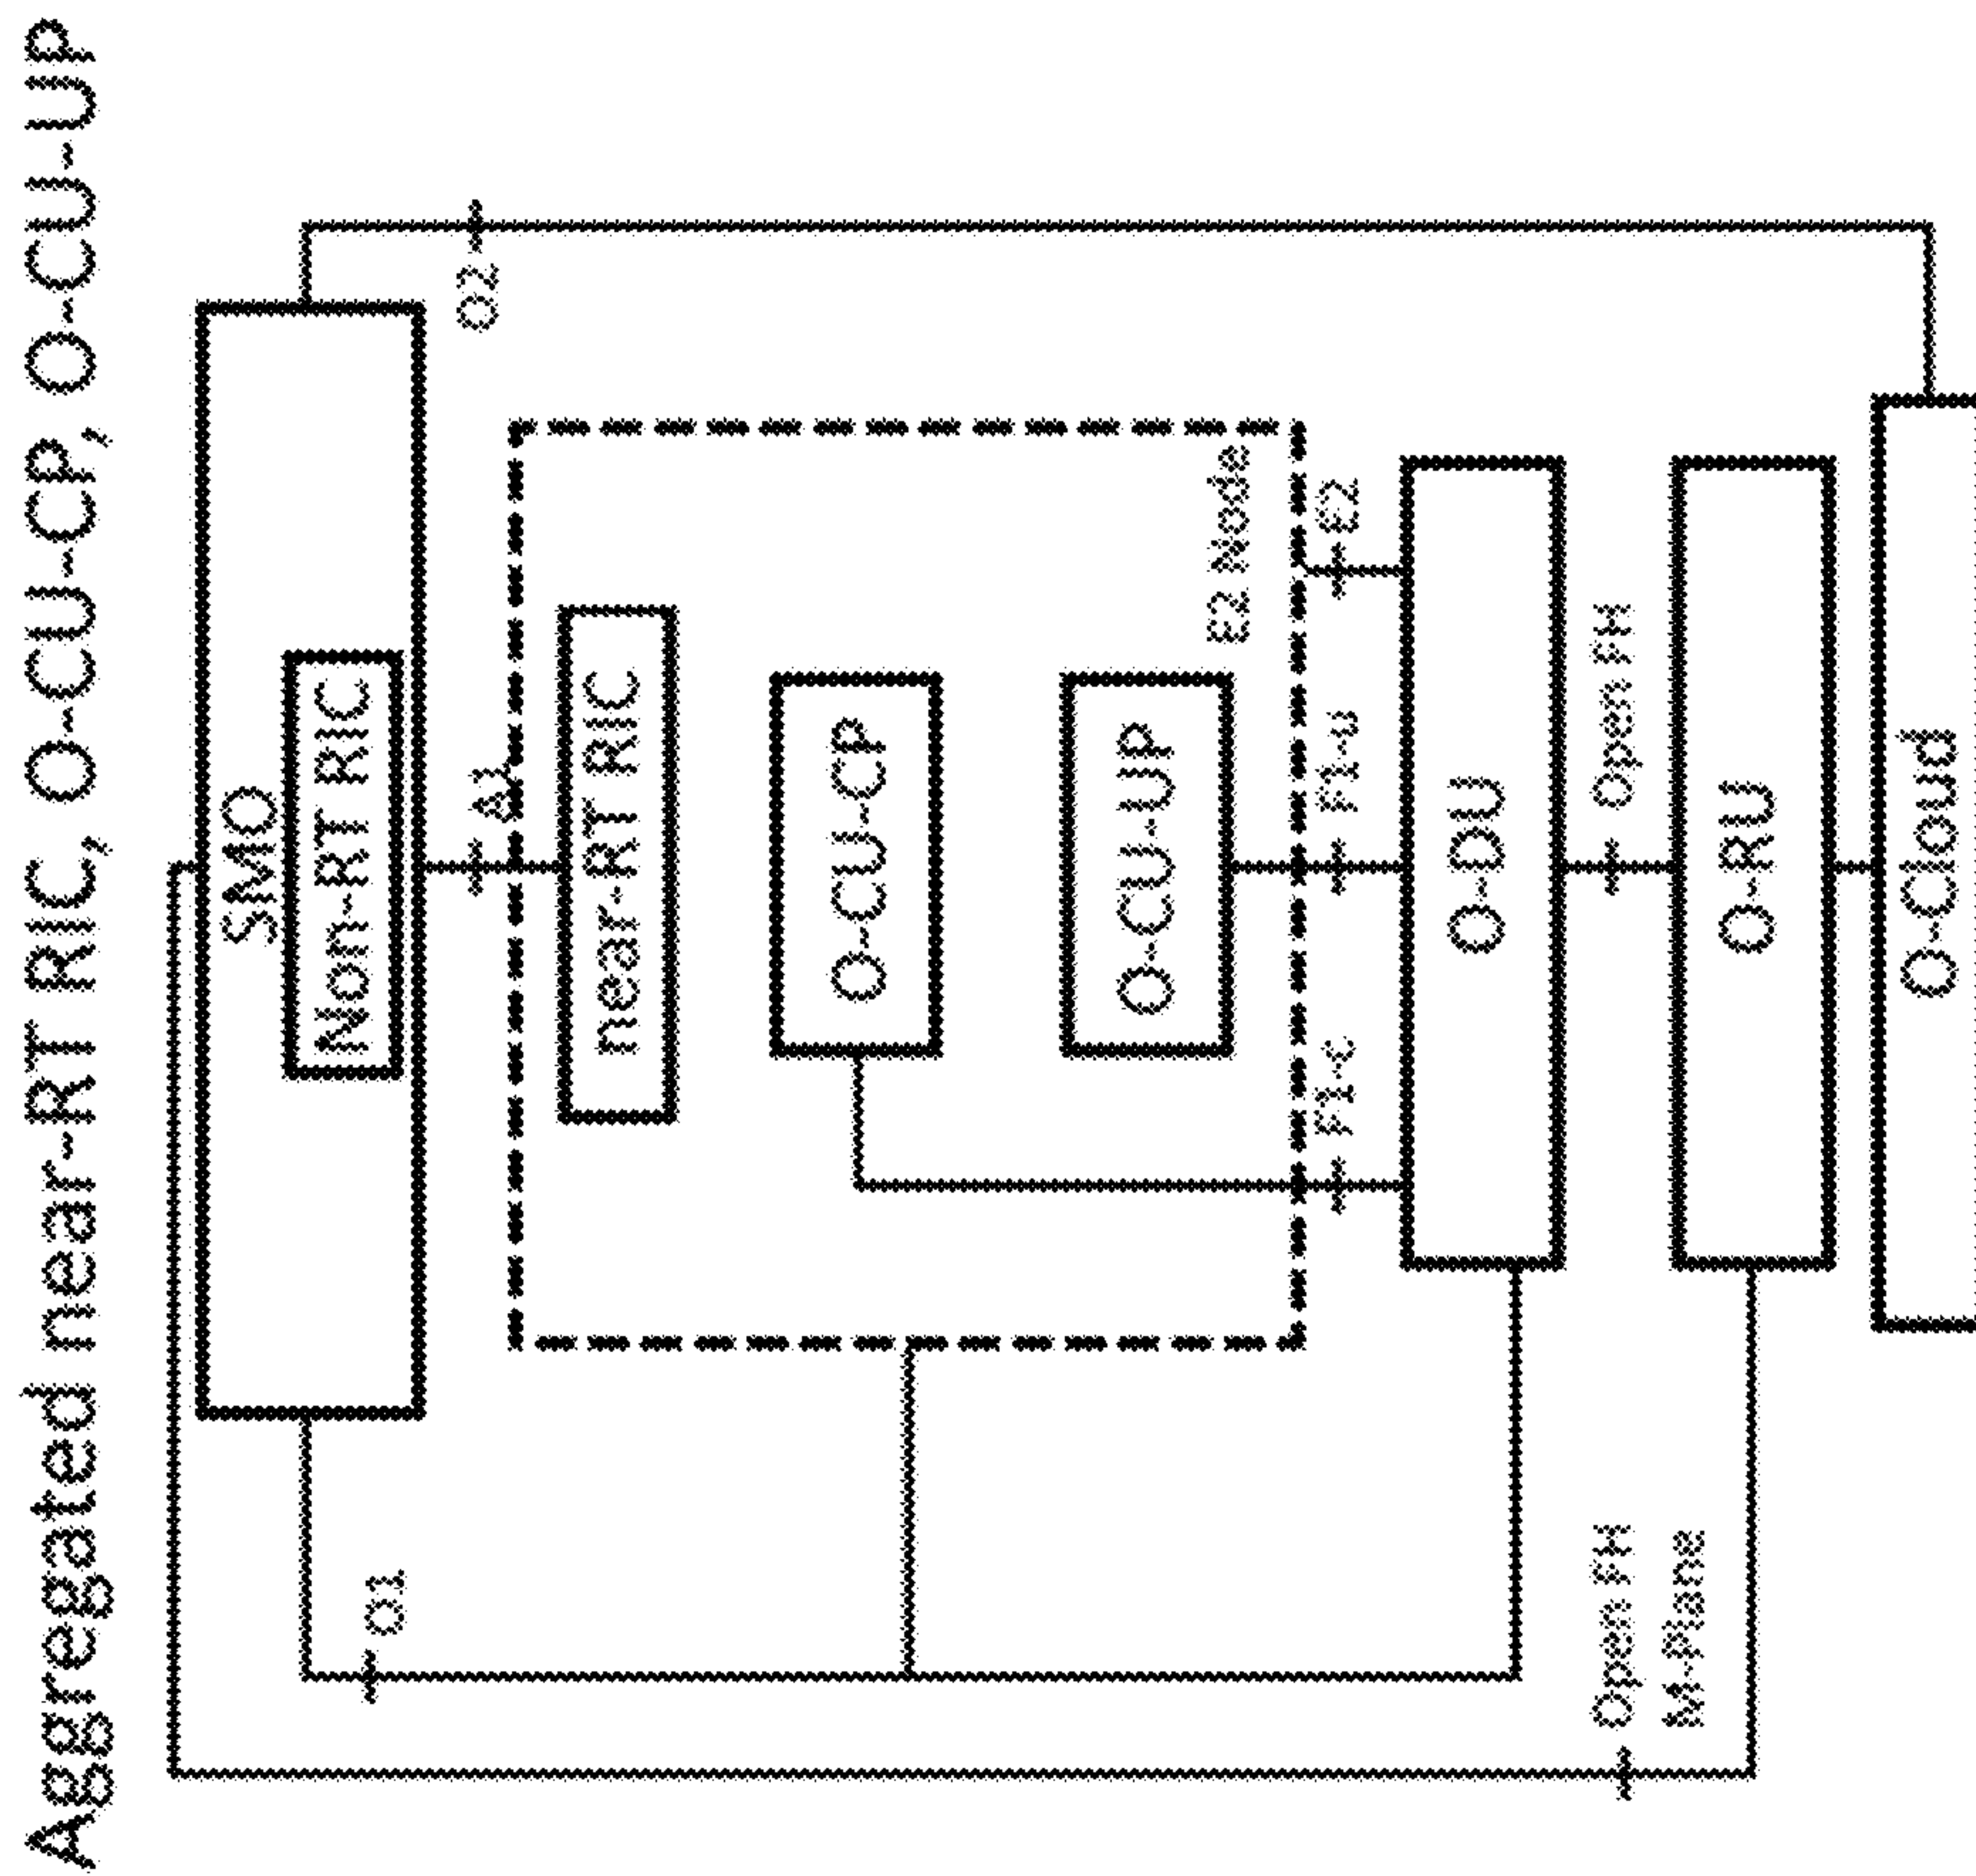 Aggregated near-RT RIC, O-CU-CP, O-CU-UP
SMO
Non-RT RIC
O1
A1
O2
near-RT RIC
O-CU-CP
O-CU-UP
E2 Node
F1-c
F1-u
E2
O-DU
Open FH
M-Plane
Open FH
O-RU
O-Cloud